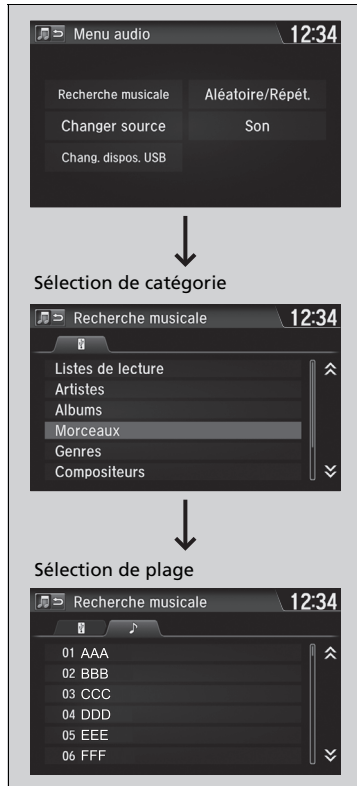 Menu audio 12:34
Recherche musicale Aléatoire/Répét.
Changer source Son
Chang. dispos. USB
Sélection de catégorie
Recherche musicale 12:34
Listes de lecture
Artistes
Albums
Morceaux
Genres
Compositeurs
Sélection de plage
Recherche musicale 12:34
01 AAA
02 BBB
03 CCC
04 DDD
05 EEE
06 FFF